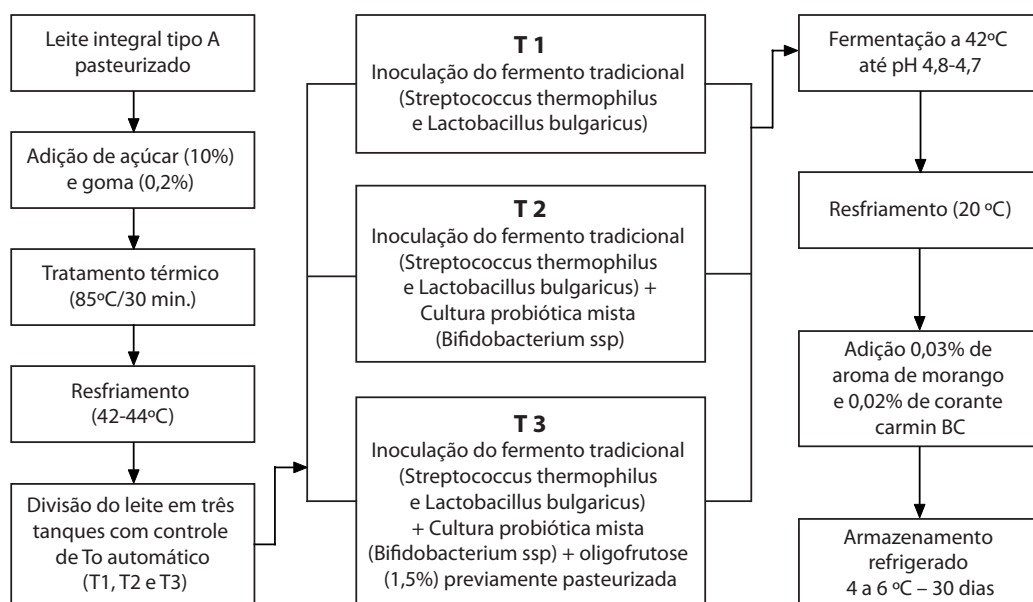 Leite integral tipo A
pasteurizado
Adição de açúcar (10%)
e goma (0,2%)
Tratamento térmico
(85ºC/30 min.)
Resfriamento
(42-44ºC)
Divisão do leite em três
tanques com controle
de To automático
(T1, T2 e T3)
T 1
Inoculação do fermento tradicional
(Streptococcus thermophilus
e Lactobacillus bulgaricus)
T 2
Inoculação do fermento tradicional
(Streptococcus thermophilus
e Lactobacillus bulgaricus) +
Cultura probiótica mista
(Bifidobacterium ssp)
T 3
Inoculação do fermento tradicional
(Streptococcus thermophilus
e Lactobacillus bulgaricus)
+ Cultura probiótica mista
(Bifidobacterium ssp) + oligofrutose
(1,5%) previamente pasteurizada
Fermentação a 42ºC
até pH 4,8-4,7
Resfriamento (20 ºC)
Adição 0,03% de
aroma de morango
e 0,02% de corante
carmin BC
Armazenamento
refrigerado
4 a 6 ºC – 30 dias